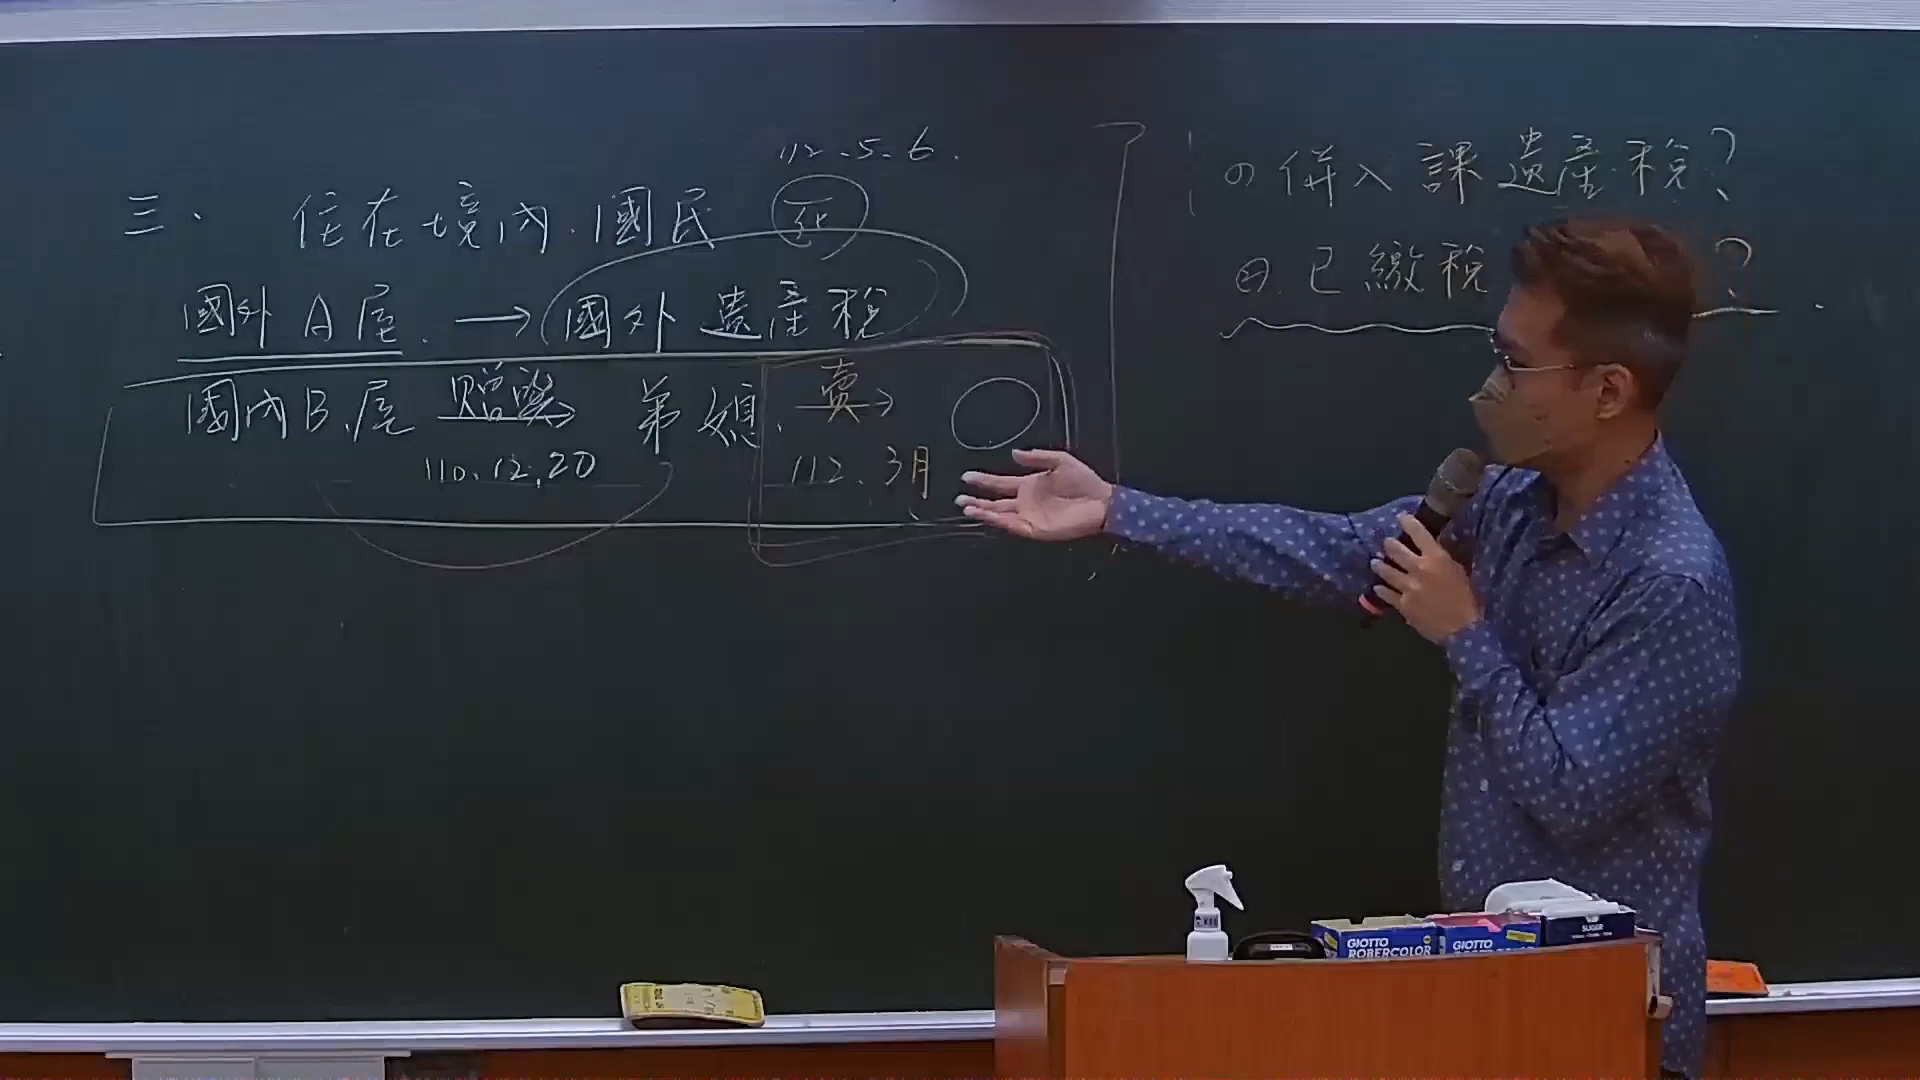 112.5.6.
三. 住在境內.國民 死
國外A屋. → 國外遺產稅
國內B屋 贈與→ 弟媳. 賣→ ○
110.12.20 112.3月
(1) 併入課遺產稅?
(2) 已繳稅 ?
GIOTTO
ROBERCOLOR
GIOTTO